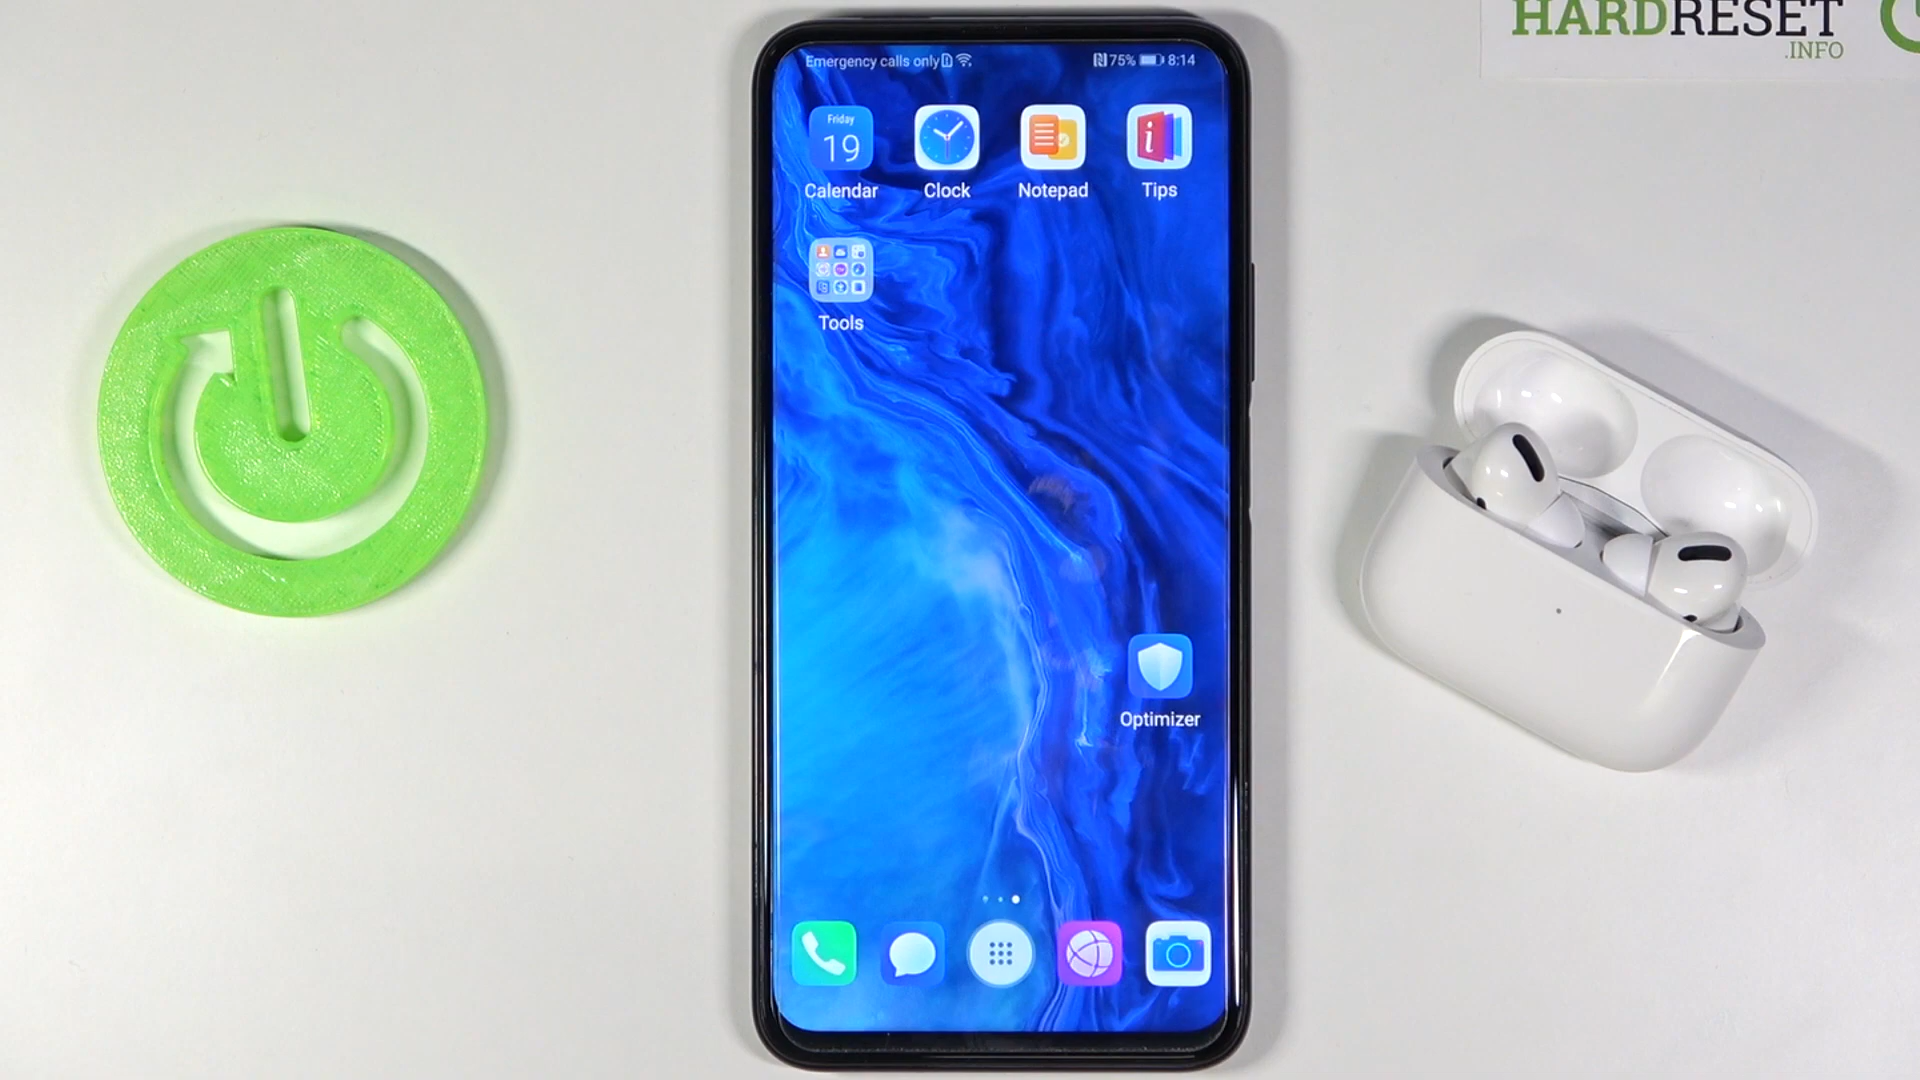 HARDRESET
.INFO
Emergency calls only 75% 8:14
Friday
19
Calendar Clock Notepad Tips
Tools
Optimizer